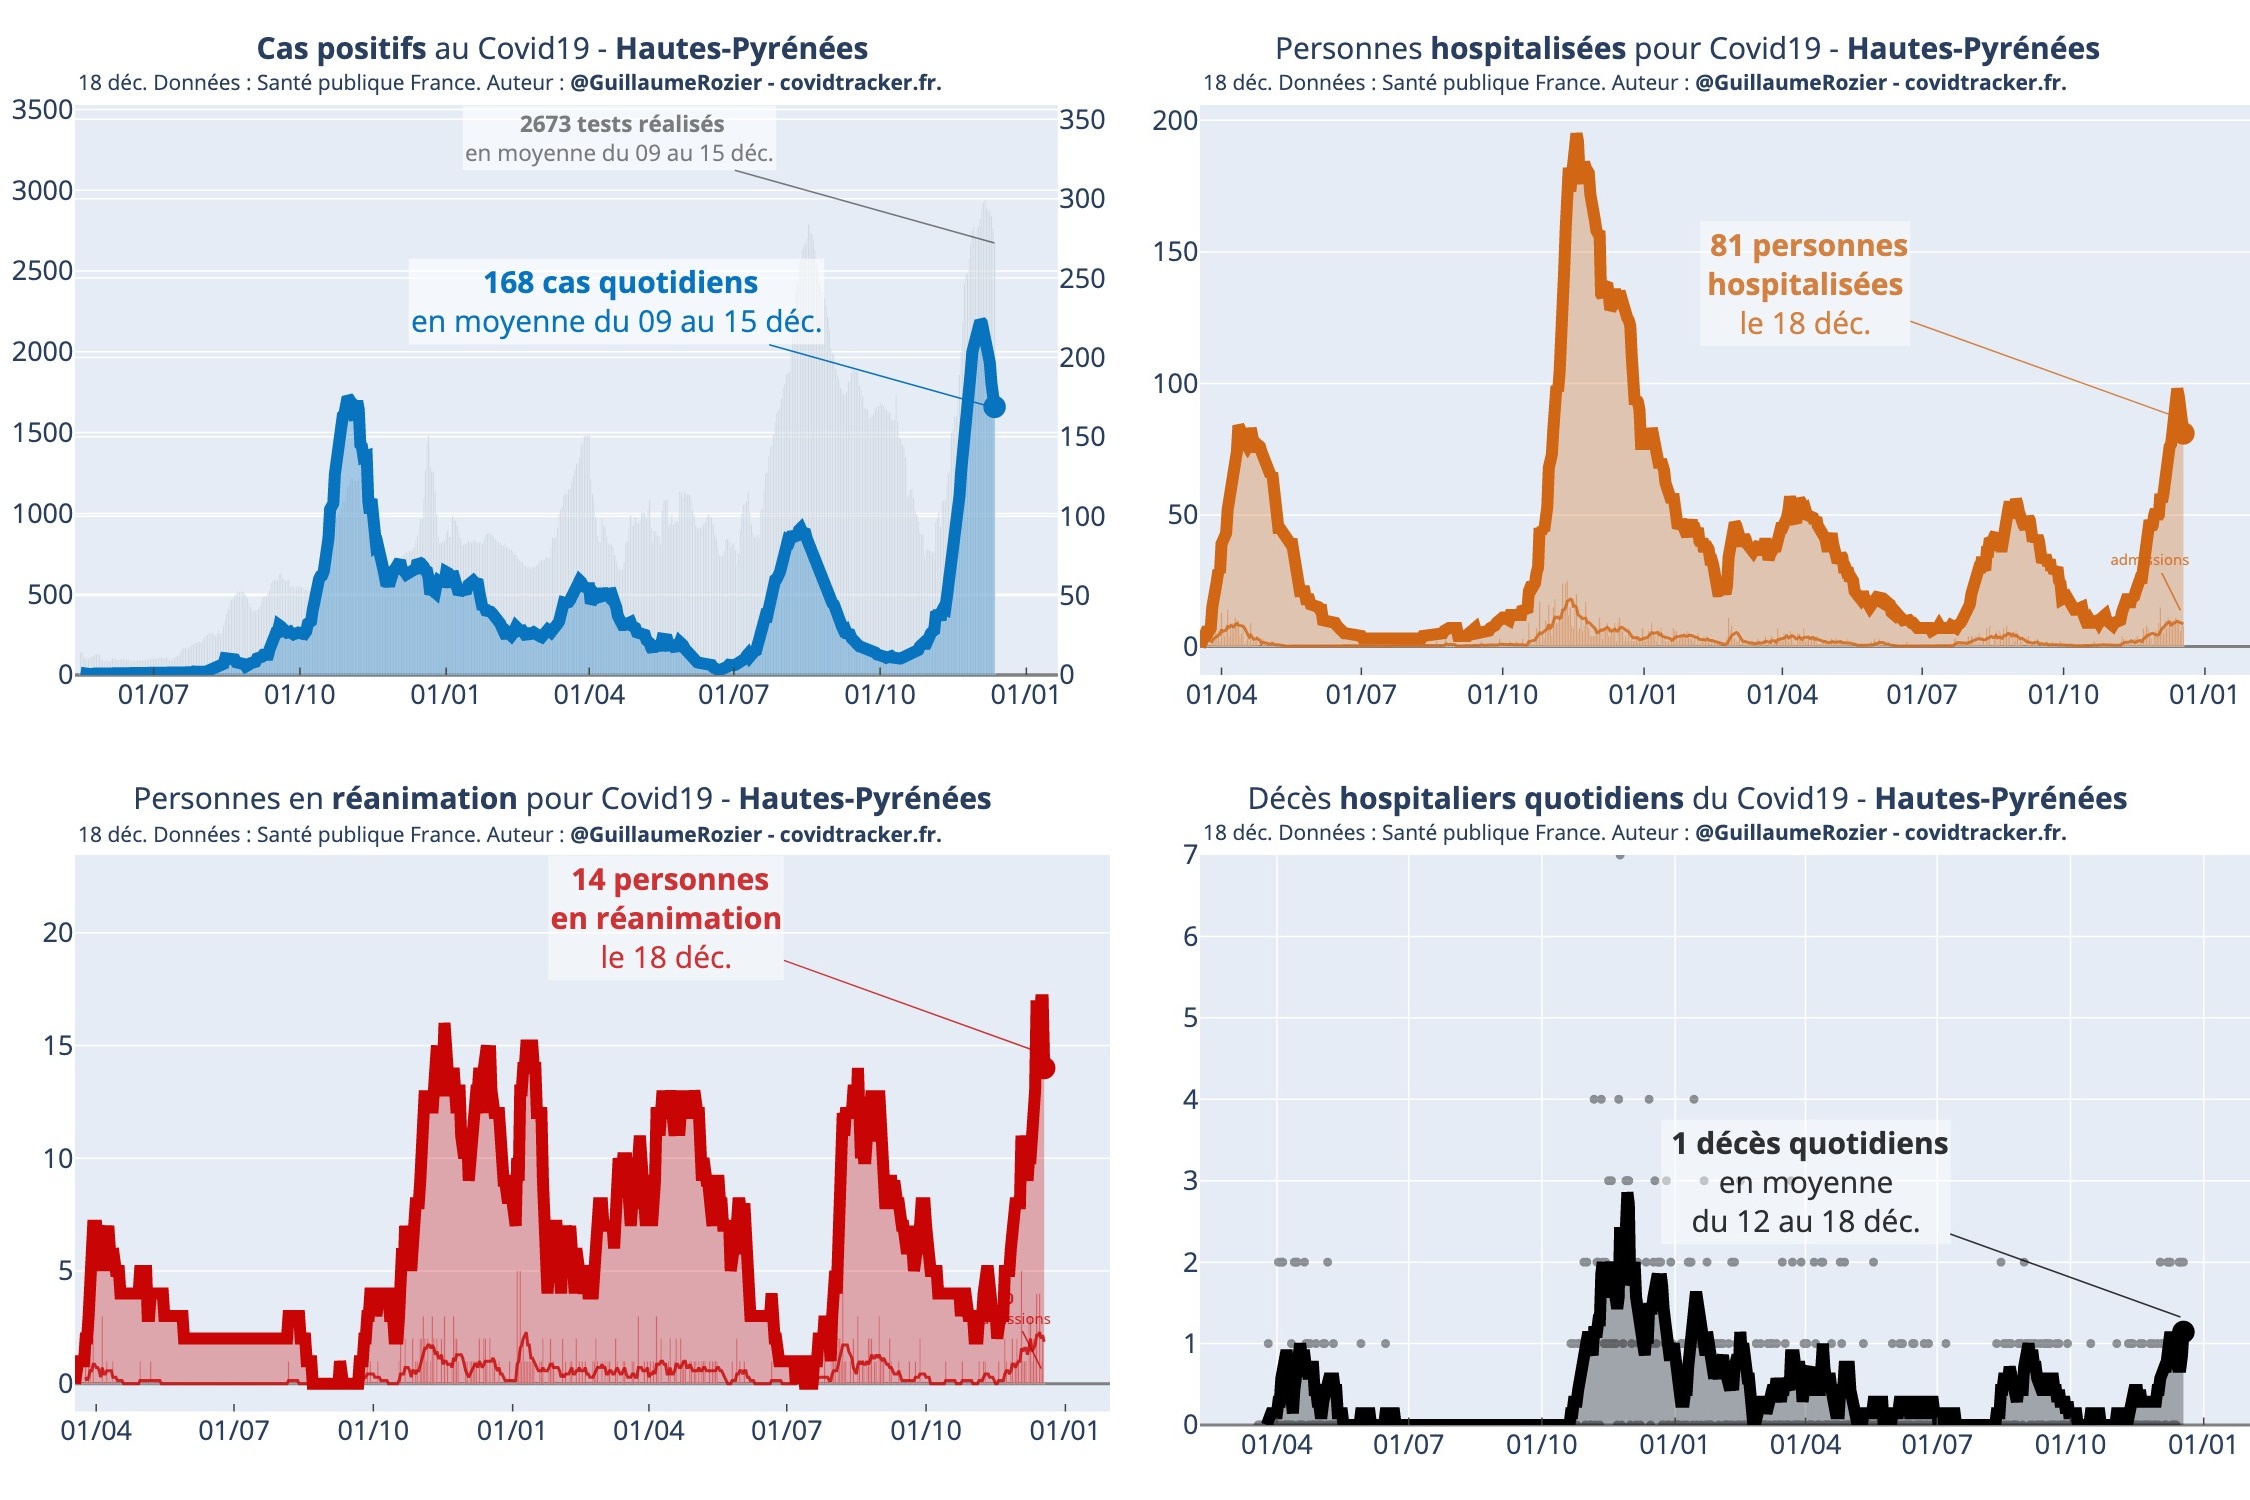 Cas positifs au Covid19 - Hautes-Pyrénées
18 déc. Données : Santé publique France. Auteur : @GuillaumeRozier - covidtracker.fr.
3500
3000
2500
2000
1500
1000
500
0
350
300
250
200
150
100
50
0
2673 tests réalisés
en moyenne du 09 au 15 déc.
168 cas quotidiens
en moyenne du 09 au 15 déc.
01/07 01/10 01/01 01/04 01/07 01/10 01/01
Personnes hospitalisées pour Covid19 - Hautes-Pyrénées
18 déc. Données : Santé publique France. Auteur : @GuillaumeRozier - covidtracker.fr.
200
150
100
50
0
81 personnes
hospitalisées
le 18 déc.
admissions
01/04 01/07 01/10 01/01 01/04 01/07 01/10 01/01
Personnes en réanimation pour Covid19 - Hautes-Pyrénées
18 déc. Données : Santé publique France. Auteur : @GuillaumeRozier - covidtracker.fr.
20
15
10
5
0
14 personnes
en réanimation
le 18 déc.
01/04 01/07 01/10 01/01 01/04 01/07 01/10 01/01
Décès hospitaliers quotidiens du Covid19 - Hautes-Pyrénées
18 déc. Données : Santé publique France. Auteur : @GuillaumeRozier - covidtracker.fr.
7
6
5
4
3
2
1
0
1 décès quotidiens
en moyenne
du 12 au 18 déc.
01/04 01/07 01/10 01/01 01/04 01/07 01/10 01/01